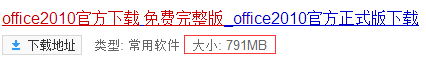 office2010官方下载 免费完整版_office2010官方正式版下载
下载地址 类型: 常用软件 大小: 791MB